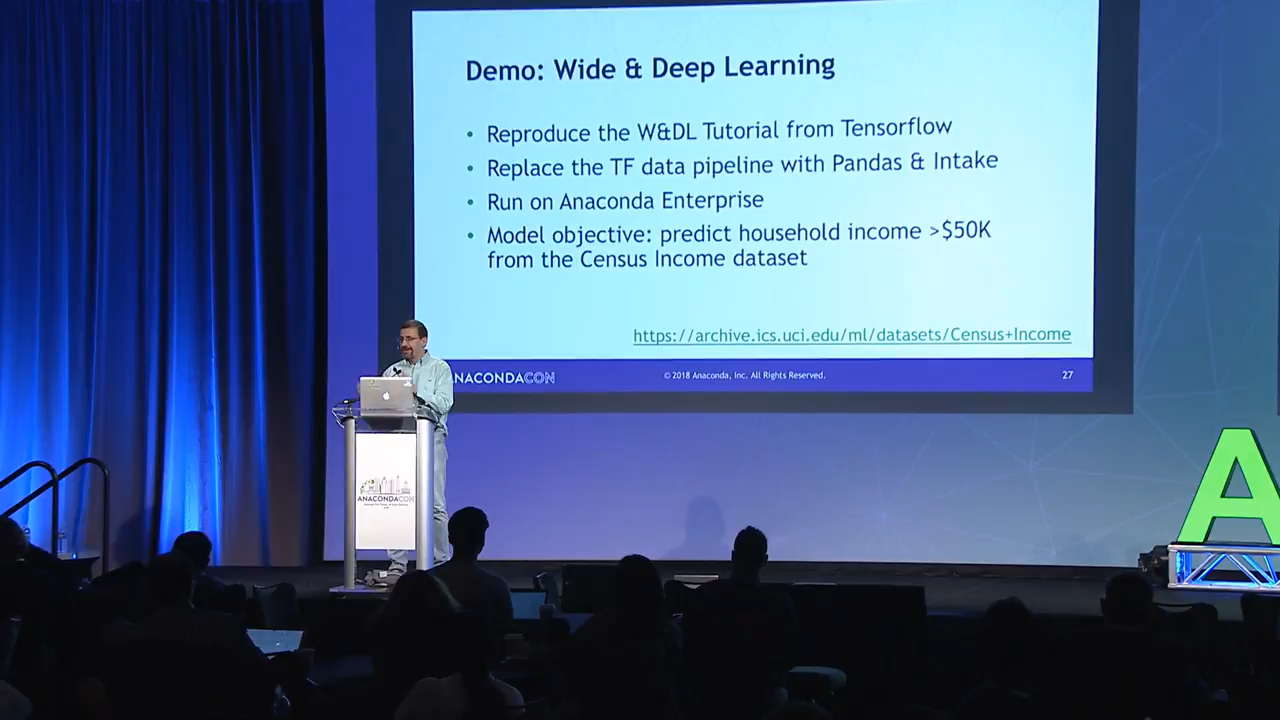 Demo: Wide & Deep Learning
• Reproduce the W&DL Tutorial from Tensorflow
• Replace the TF data pipeline with Pandas & Intake
• Run on Anaconda Enterprise
• Model objective: predict household income >$50K
from the Census Income dataset
https://archive.ics.uci.edu/ml/datasets/Census+Income
NACONDACON
© 2018 Anaconda, Inc. All Rights Reserved.
27
ANACONDACON
A